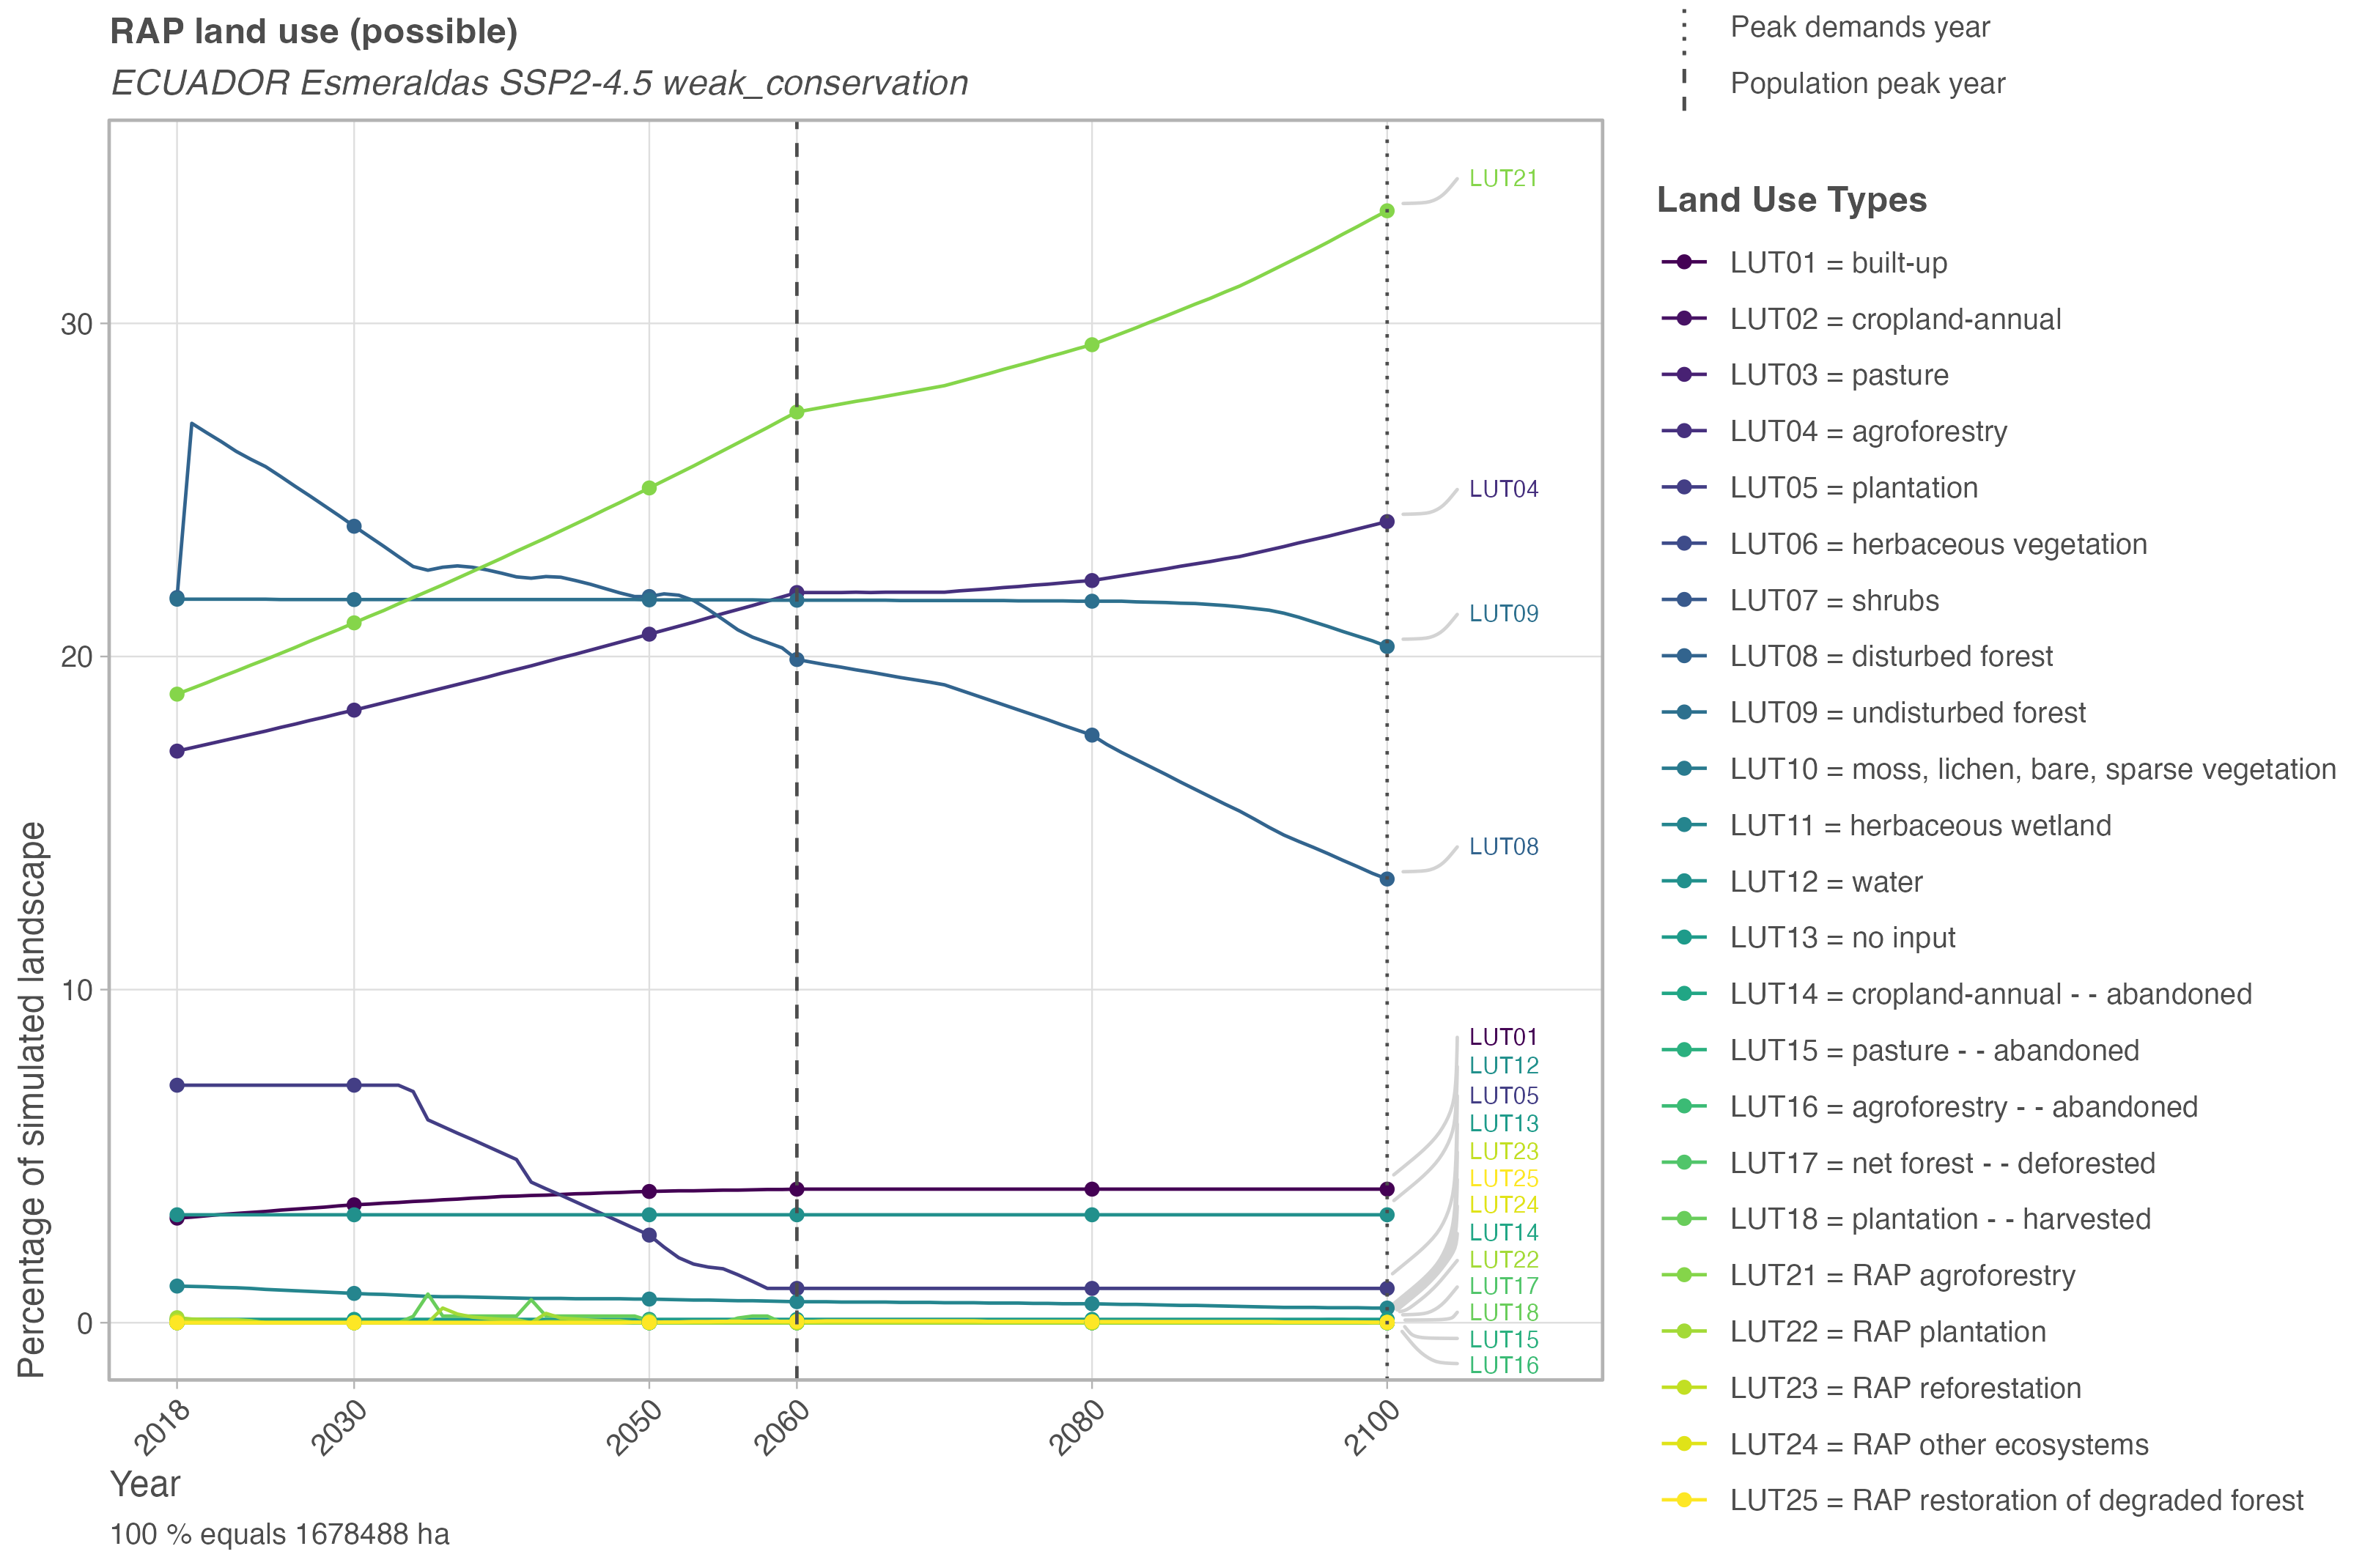 RAP land use (possible)
ECUADOR Esmeraldas SSP2-4.5 weak_conservation
Percentage of simulated landscape
30
20
10
0
2018
2030
2050
2060
2080
2100
Year
100 % equals 1678488 ha
LUT21
LUT04
LUT09
LUT08
LUT01
LUT12
LUT05
LUT13
LUT23
LUT25
LUT24
LUT14
LUT22
LUT17
LUT18
LUT15
LUT16
Peak demands year
Population peak year
Land Use Types
LUT01 = built-up
LUT02 = cropland-annual
LUT03 = pasture
LUT04 = agroforestry
LUT05 = plantation
LUT06 = herbaceous vegetation
LUT07 = shrubs
LUT08 = disturbed forest
LUT09 = undisturbed forest
LUT10 = moss, lichen, bare, sparse vegetation
LUT11 = herbaceous wetland
LUT12 = water
LUT13 = no input
LUT14 = cropland-annual - - abandoned
LUT15 = pasture - - abandoned
LUT16 = agroforestry - - abandoned
LUT17 = net forest - - deforested
LUT18 = plantation - - harvested
LUT21 = RAP agroforestry
LUT22 = RAP plantation
LUT23 = RAP reforestation
LUT24 = RAP other ecosystems
LUT25 = RAP restoration of degraded forest